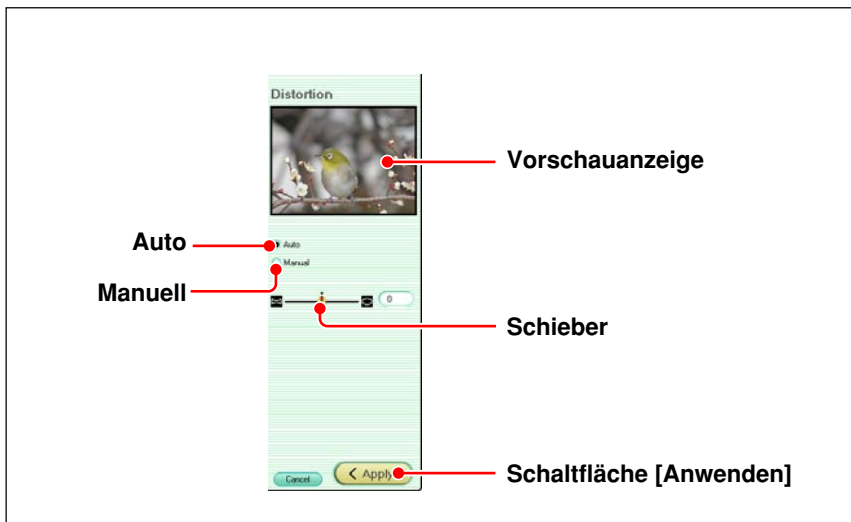 Distortion
Vorschauanzeige
Auto
Auto
Manual
Manuell
0
Schieber
Cancel
Apply
Schaltfläche [Anwenden]